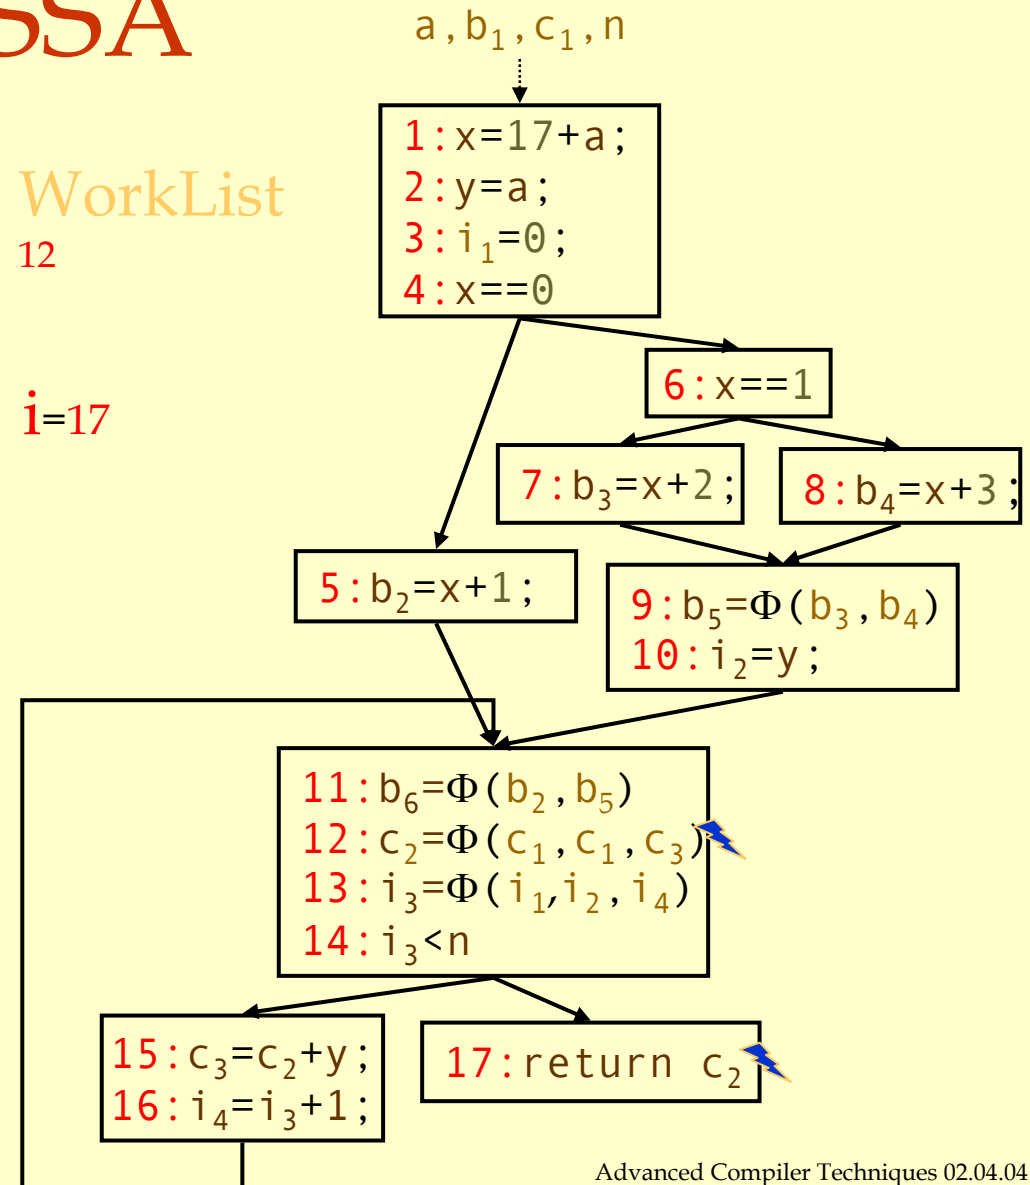 SSA
a,b₁,c₁,n
WorkList
12
i=17
1:x=17+a;
2:y=a;
3:i₁=0;
4:x==0
6:x==1
7:b₃=x+2;
8:b₄=x+3;
5:b₂=x+1;
9:b₅=Φ(b₃,b₄)
10:i₂=y;
11:b₆=Φ(b₂,b₅)
12:c₂=Φ(c₁,c₁,c₃)
13:i₃=Φ(i₁,i₂,i₄)
14:i₃<n
15:c₃=c₂+y;
16:i₄=i₃+1;
17:return c₂
Advanced Compiler Techniques 02.04.04